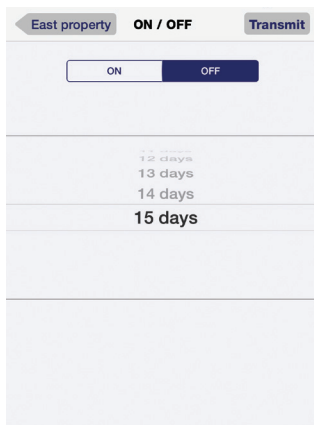 East property ON / OFF Transmit
ON OFF
12 days
13 days
14 days
15 days